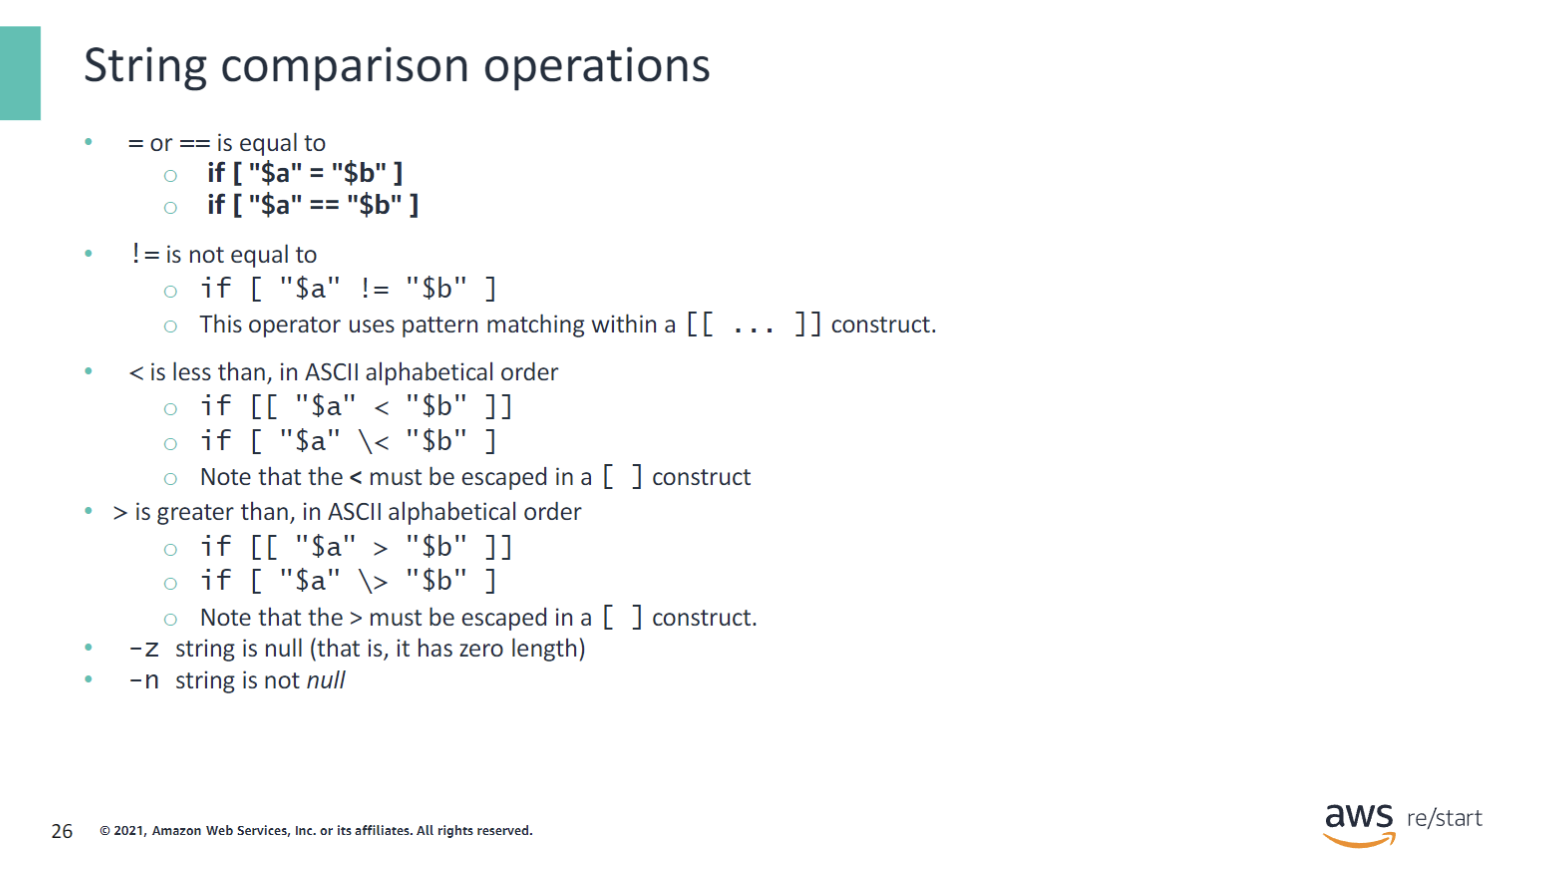 String comparison operations
• = or == is equal to
○ if [ "$a" = "$b" ]
○ if [ "$a" == "$b" ]
• != is not equal to
○ if [ "$a" != "$b" ]
○ This operator uses pattern matching within a [[ ... ]] construct.
• < is less than, in ASCII alphabetical order
○ if [[ "$a" < "$b" ]]
○ if [ "$a" \< "$b" ]
○ Note that the < must be escaped in a [ ] construct
• > is greater than, in ASCII alphabetical order
○ if [[ "$a" > "$b" ]]
○ if [ "$a" \> "$b" ]
○ Note that the > must be escaped in a [ ] construct.
• -z string is null (that is, it has zero length)
• -n string is not null
26 © 2021, Amazon Web Services, Inc. or its affiliates. All rights reserved.
aws re/start